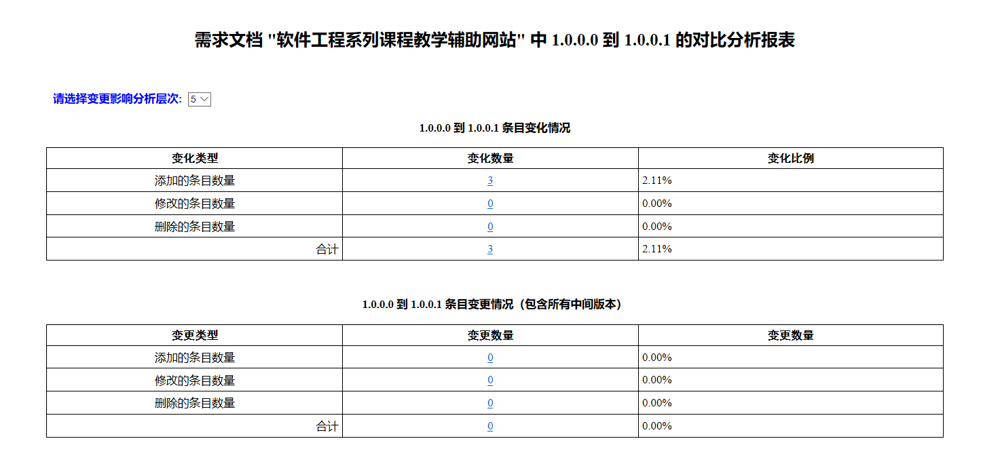 需求文档 "软件工程系列课程教学辅助网站" 中 1.0.0.0 到 1.0.0.1 的对比分析报表
请选择变更影响分析层次: 5
1.0.0.0 到 1.0.0.1 条目变化情况
变化类型 变化数量 变化比例
添加的条目数量 3 2.11%
修改的条目数量 0 0.00%
删除的条目数量 0 0.00%
合计 3 2.11%
1.0.0.0 到 1.0.0.1 条目变更情况（包含所有中间版本）
变更类型 变更数量 变更数量
添加的条目数量 0 0.00%
修改的条目数量 0 0.00%
删除的条目数量 0 0.00%
合计 0 0.00%